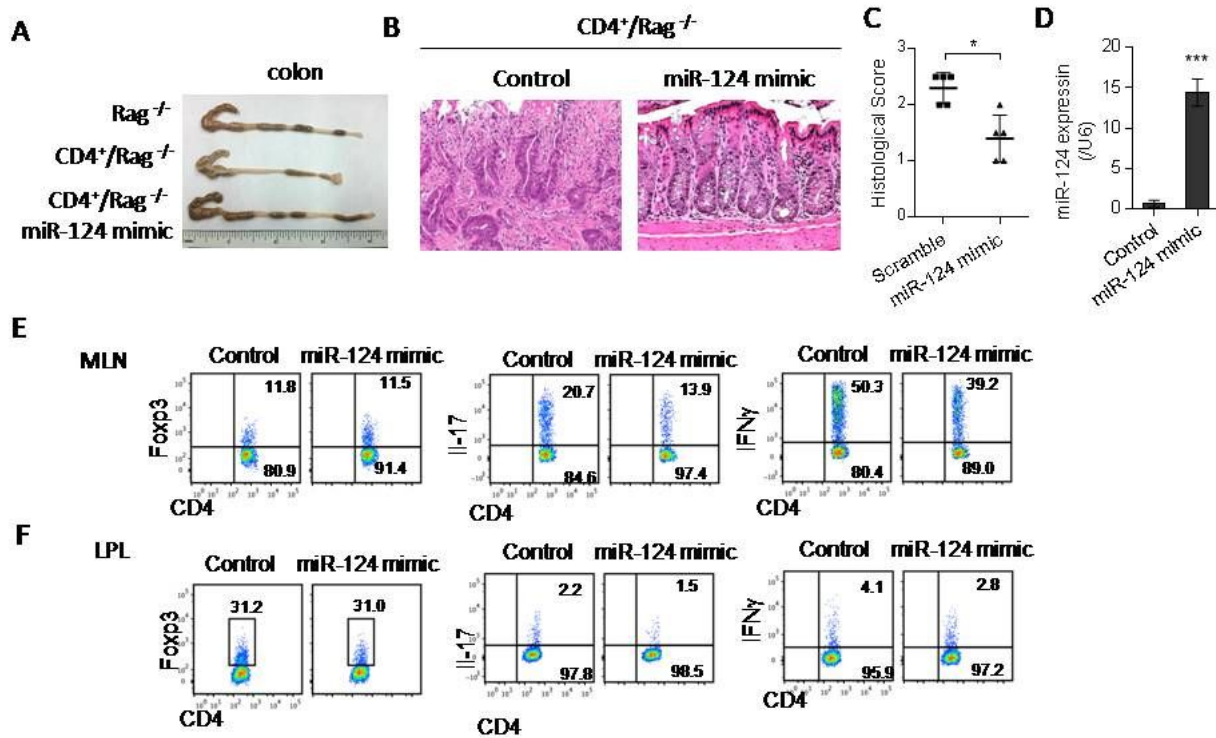 A
colon
Rag -/-
CD4+/Rag -/-
CD4+/Rag -/-
miR-124 mimic
B
CD4+/Rag -/-
Control miR-124 mimic
C
Histological Score
3
2
1
0
*
Scramble
miR-124 mimic
D
miR-124 expressin
(/U6)
20
15
10
5
0
***
Control
miR-124 mimic
E
MLN
Control miR-124 mimic
Foxp3
11.8 11.5
80.9 91.4
CD4
Control miR-124 mimic
Il-17
20.7 13.9
84.6 97.4
CD4
Control miR-124 mimic
IFNγ
50.3 39.2
80.4 89.0
CD4
F
LPL
Control miR-124 mimic
Foxp3
31.2 31.0
CD4
Control miR-124 mimic
Il-17
2.2 1.5
97.8 98.5
CD4
Control miR-124 mimic
IFNγ
4.1 2.8
95.9 97.2
CD4